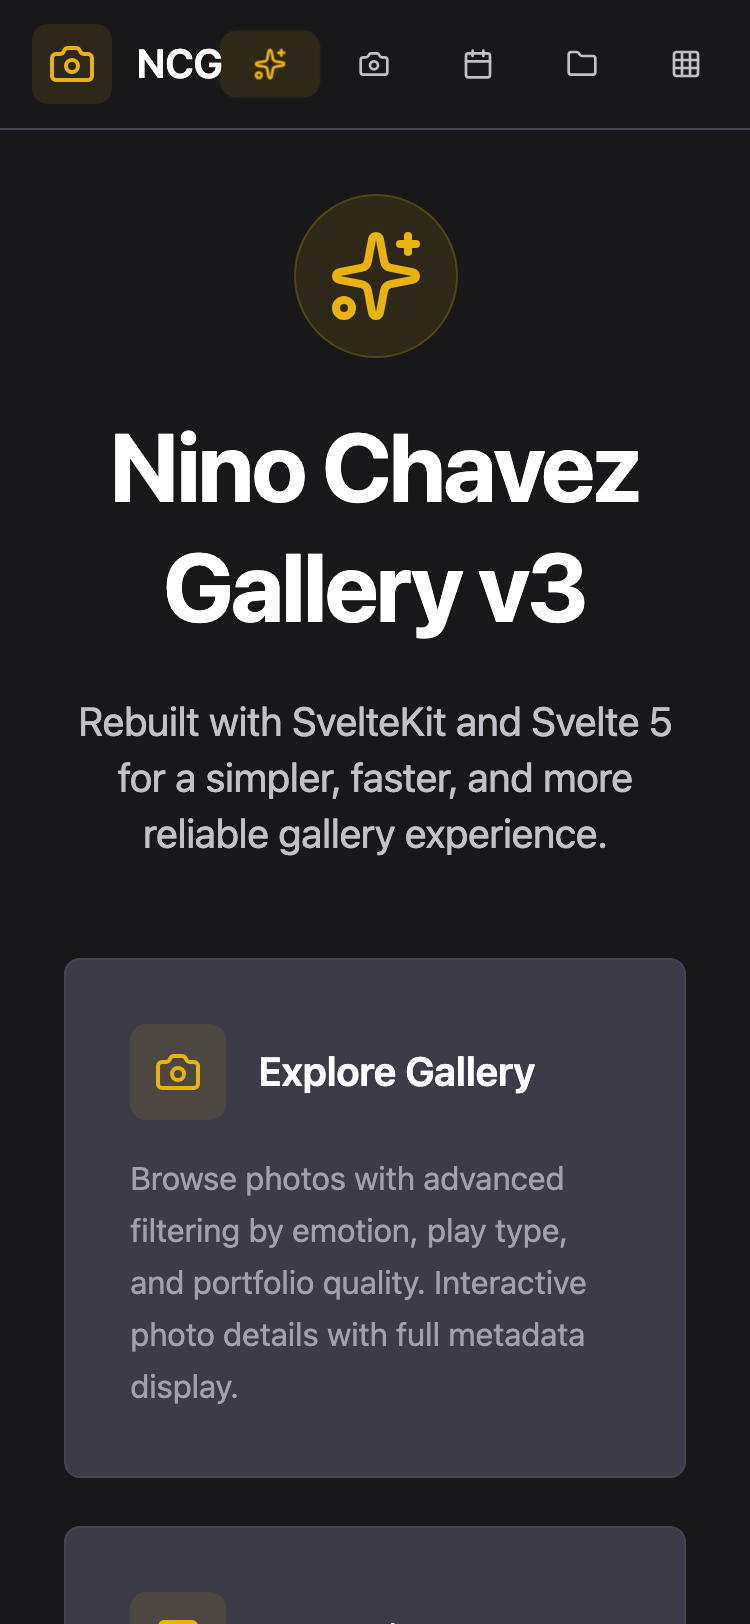 NCG
Nino Chavez
Gallery v3
Rebuilt with SvelteKit and Svelte 5
for a simpler, faster, and more
reliable gallery experience.
Explore Gallery
Browse photos with advanced
filtering by emotion, play type,
and portfolio quality. Interactive
photo details with full metadata
display.